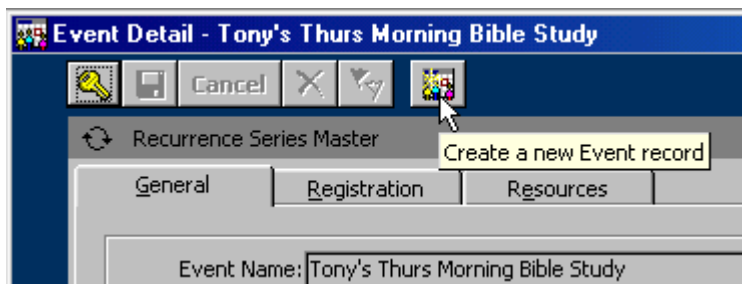 Event Detail - Tony's Thurs Morning Bible Study
Cancel
Recurrence Series Master
Create a new Event record
General Registration Resources
Event Name: Tony's Thurs Morning Bible Study